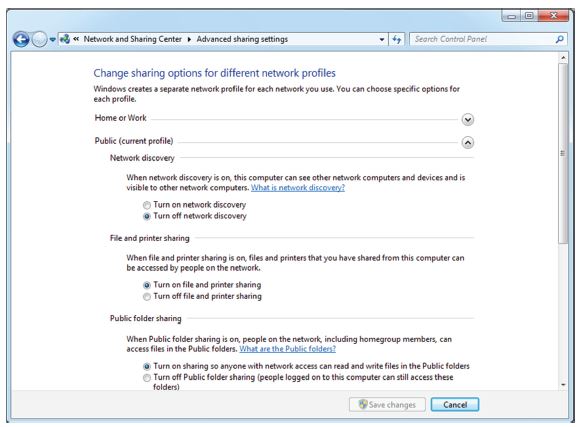 « Network and Sharing Center ▸ Advanced sharing settings
Search Control Panel
Change sharing options for different network profiles
Windows creates a separate network profile for each network you use. You can choose specific options for
each profile.
Home or Work
Public (current profile)
Network discovery
When network discovery is on, this computer can see other network computers and devices and is
visible to other network computers. What is network discovery?
Turn on network discovery
Turn off network discovery
File and printer sharing
When file and printer sharing is on, files and printers that you have shared from this computer can
be accessed by people on the network.
Turn on file and printer sharing
Turn off file and printer sharing
Public folder sharing
When Public folder sharing is on, people on the network, including homegroup members, can
access files in the Public folders. What are the Public folders?
Turn on sharing so anyone with network access can read and write files in the Public folders
Turn off Public folder sharing (people logged on to this computer can still access these
folders)
Save changes
Cancel